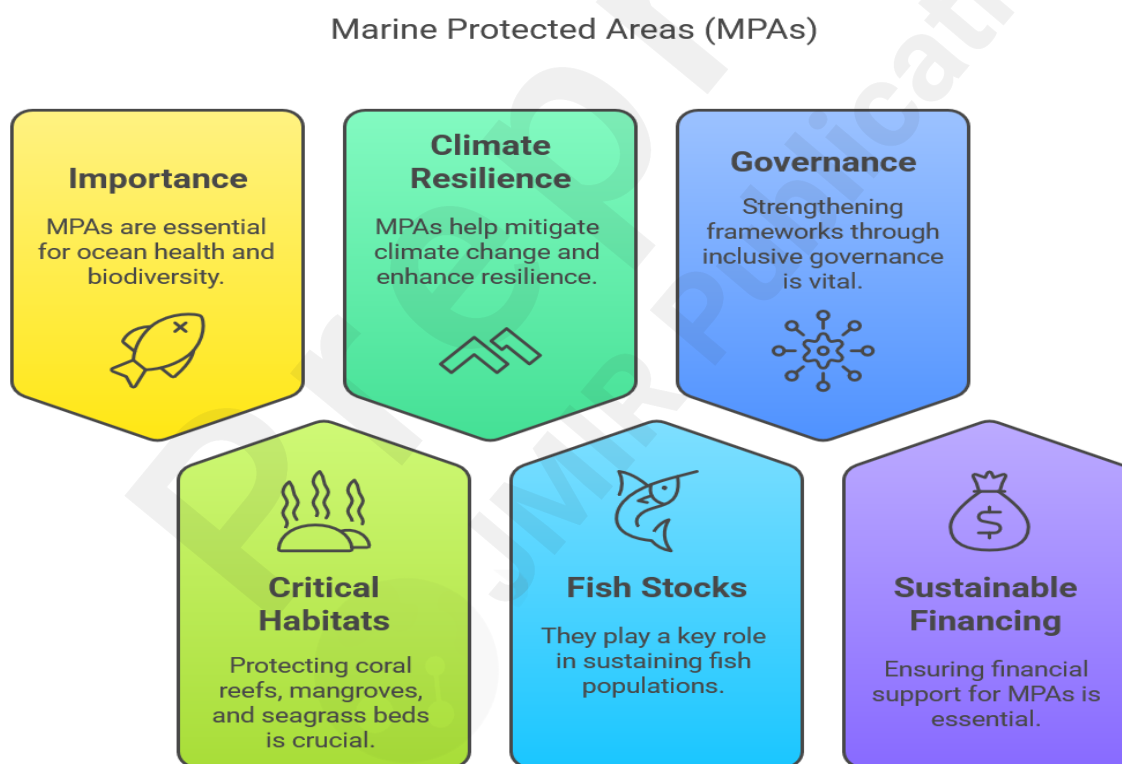 Marine Protected Areas (MPAs)
Importance
MPAs are essential
for ocean health and
biodiversity.
Climate
Resilience
MPAs help mitigate
climate change and
enhance resilience.
Governance
Strengthening
frameworks through
inclusive governance
is vital.
Critical
Habitats
Protecting coral
reefs, mangroves,
and seagrass beds
is crucial.
Fish Stocks
They play a key role
in sustaining fish
populations.
$
Sustainable
Financing
Ensuring financial
support for MPAs is
essential.
Prepr
JMIR Publicati